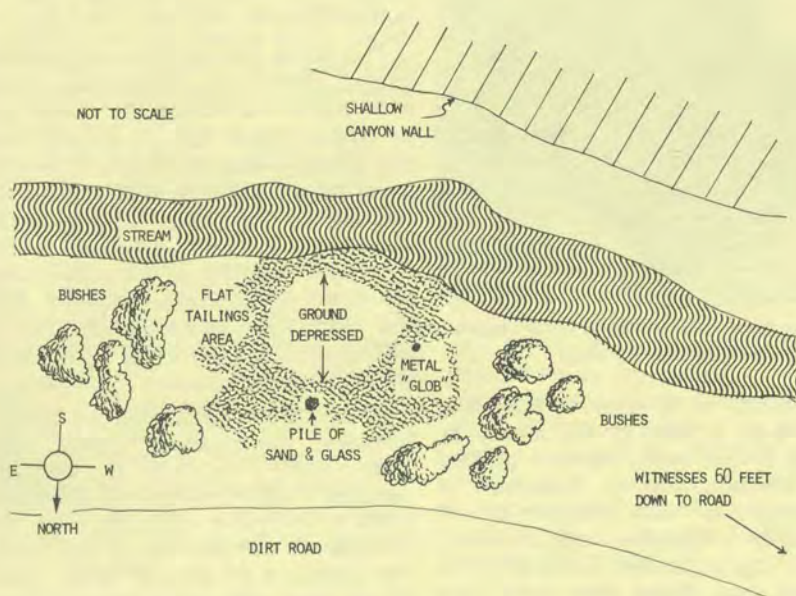 NOT TO SCALE
SHALLOW
CANYON WALL
STREAM
BUSHES
FLAT
TAILINGS
AREA
GROUND
DEPRESSED
METAL
"GLOB"
PILE OF
SAND & GLASS
BUSHES
S
E
W
NORTH
WITNESSES 60 FEET
DOWN TO ROAD
DIRT ROAD